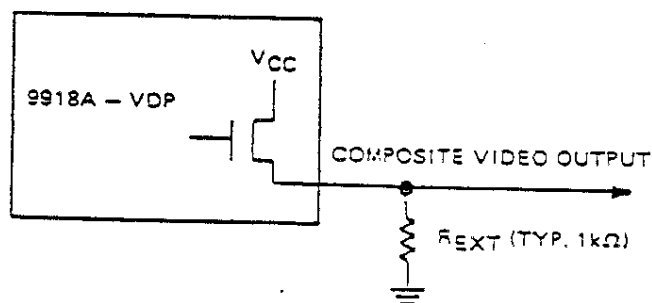 VCC
9918A – VDP
COMPOSITE VIDEO OUTPUT
REXT (TYP. 1kΩ)